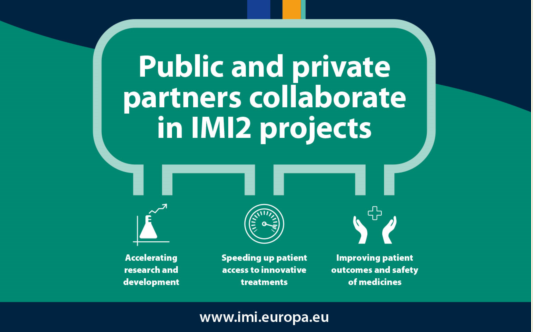 Public and private
partners collaborate
in IMI2 projects
Accelerating
research and
development
Speeding up patient
access to innovative
treatments
Improving patient
outcomes and safety
of medicines
www.imi.europa.eu